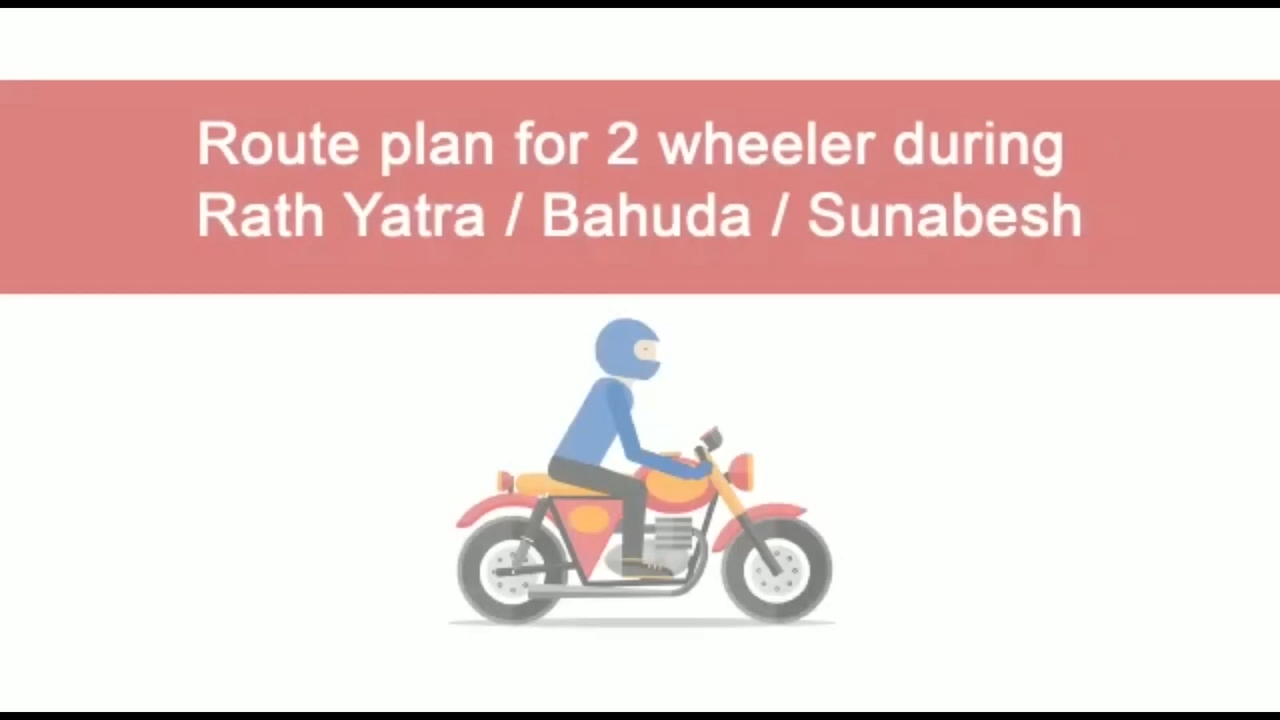 Route plan for 2 wheeler during
Rath Yatra / Bahuda / Sunabesh